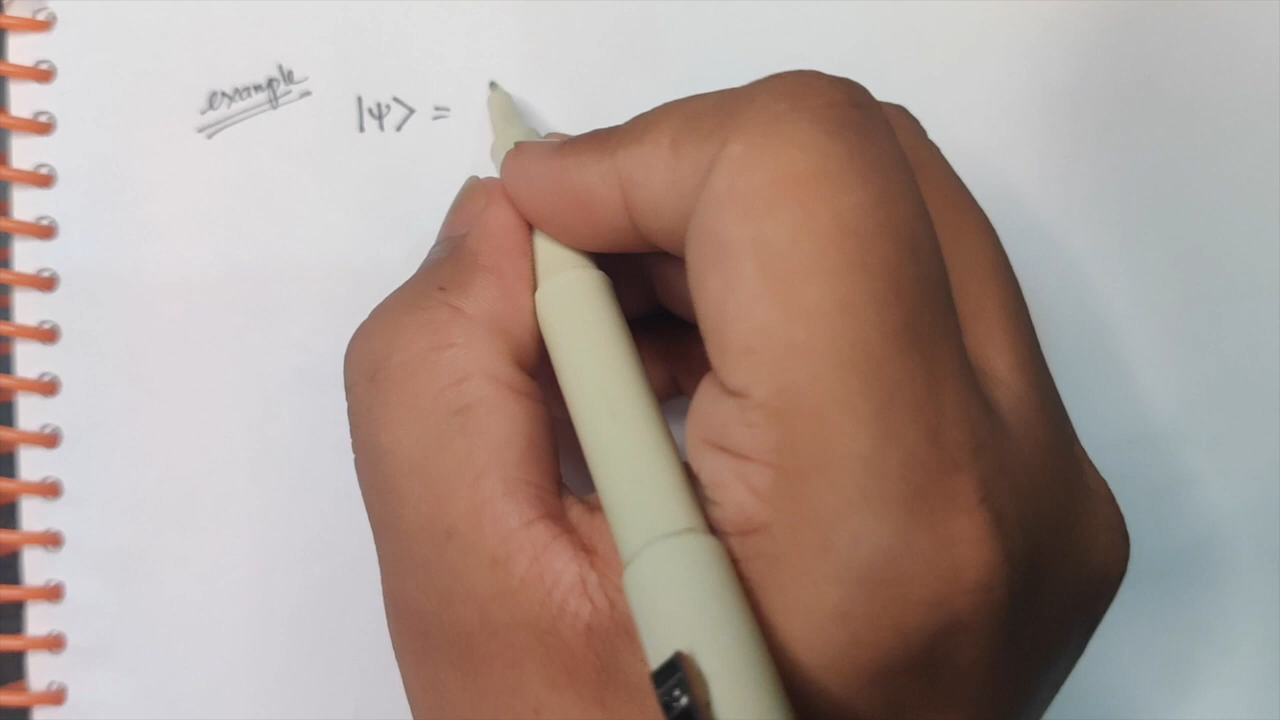 example |ψ⟩ =